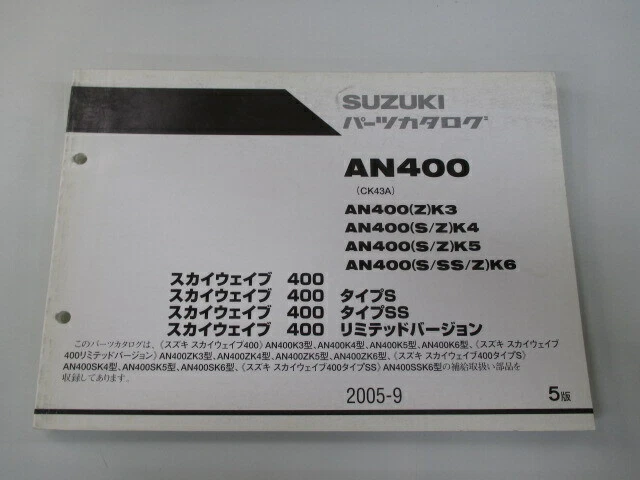 SUZUKI
パーツカタログ
AN400
(CK43A)
AN400(Z)K3
AN400(S/Z)K4
AN400(S/Z)K5
AN400(S/SS/Z)K6
スカイウェイブ 400
スカイウェイブ 400 タイプS
スカイウェイブ 400 タイプSS
スカイウェイブ 400 リミテッドバージョン
このパーツカタログは、〈スズキ スカイウェイブ400〉AN400K3型、AN400K4型、AN400K5型、AN400K6型、〈スズキ スカイウェイブ
400リミテッドバージョン〉AN400ZK3型、AN400ZK4型、AN400ZK5型、AN400ZK6型、〈スズキ スカイウェイブ400タイプS〉
AN400SK4型、AN400SK5型、AN400SK6型、〈スズキ スカイウェイブ400タイプSS〉AN400SSK6型の補給取扱い部品を
収録してあります。
2005-9
5版